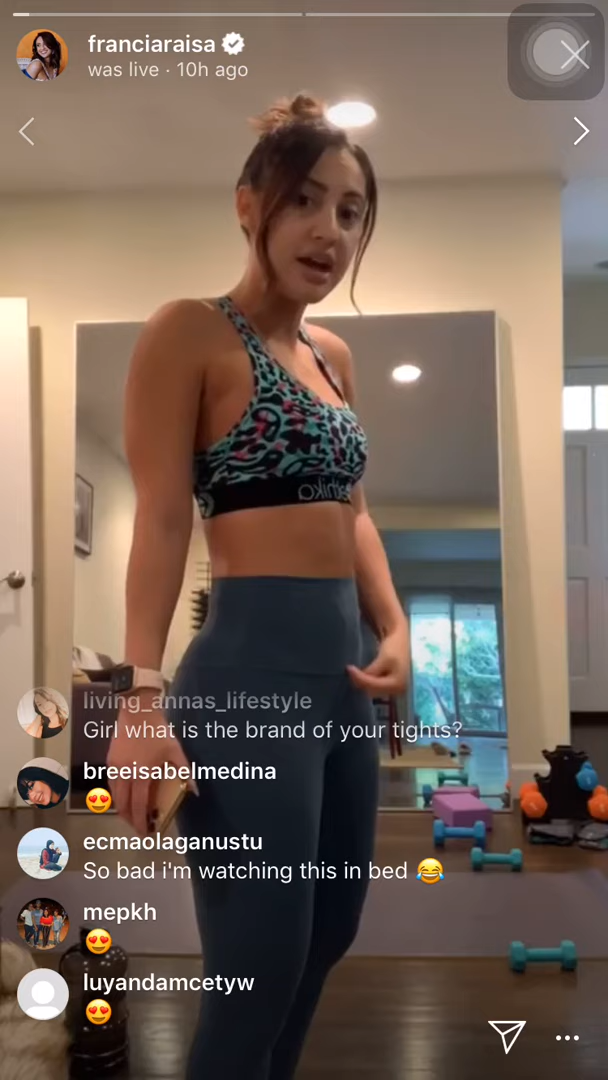 franciaraisa
was live · 10h ago
ethika
living_annas_lifestyle
Girl what is the brand of your tights?
breeisabelmedina
😍
ecmaolaganustu
So bad i'm watching this in bed 😂
mepkh
😍
luyandamcetyw
😍